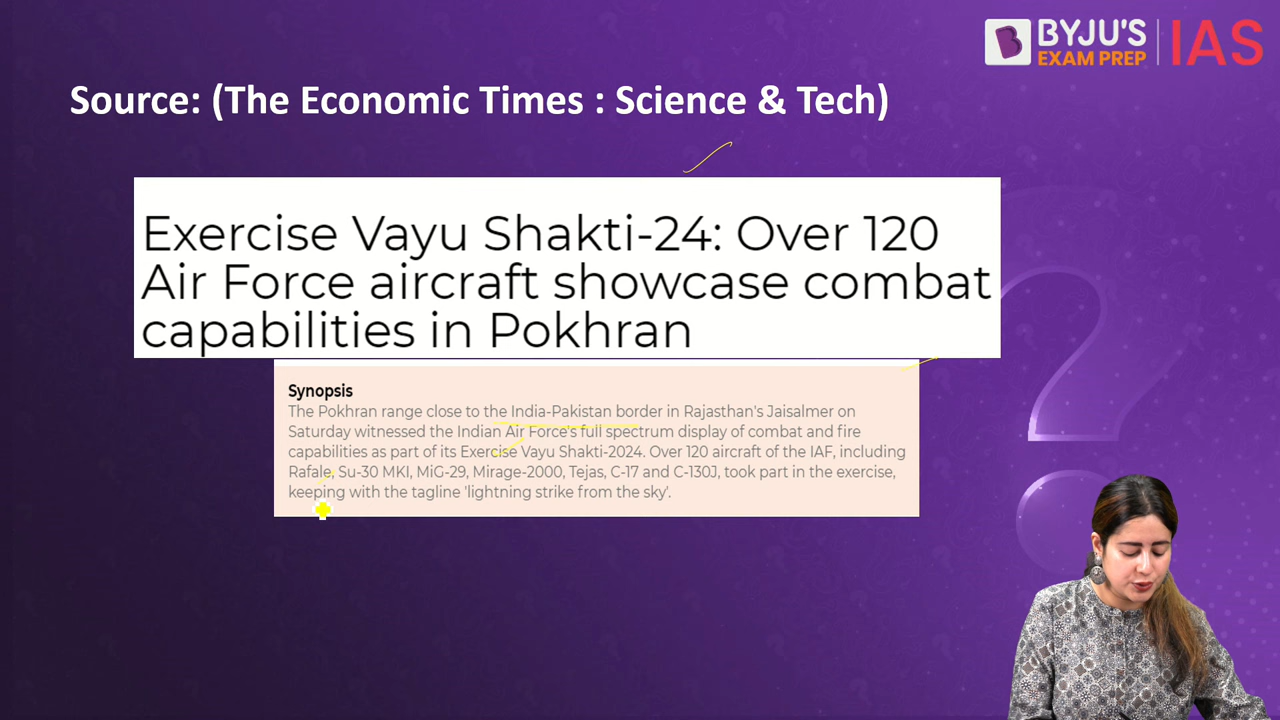 BYJU'S
EXAM PREP
IAS
Source: (The Economic Times : Science & Tech)
Exercise Vayu Shakti-24: Over 120
Air Force aircraft showcase combat
capabilities in Pokhran
Synopsis
The Pokhran range close to the India-Pakistan border in Rajasthan's Jaisalmer on
Saturday witnessed the Indian Air Force's full spectrum display of combat and fire
capabilities as part of its Exercise Vayu Shakti-2024. Over 120 aircraft of the IAF, including
Rafale, Su-30 MKI, MiG-29, Mirage-2000, Tejas, C-17 and C-130J, took part in the exercise,
keeping with the tagline 'lightning strike from the sky'.